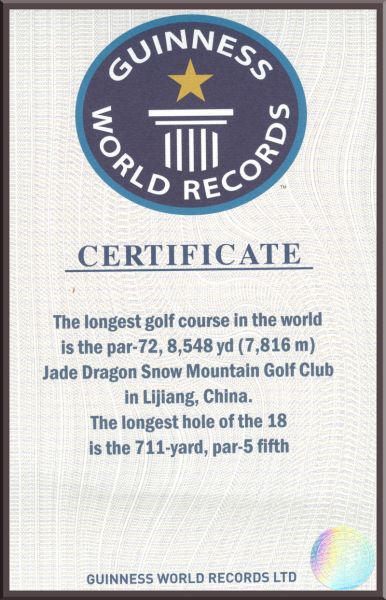 GUINNESS
WORLD RECORDS
TM
CERTIFICATE
The longest golf course in the world
is the par-72, 8,548 yd (7,816 m)
Jade Dragon Snow Mountain Golf Club
in Lijiang, China.
The longest hole of the 18
is the 711-yard, par-5 fifth
GUINNESS WORLD RECORDS LTD